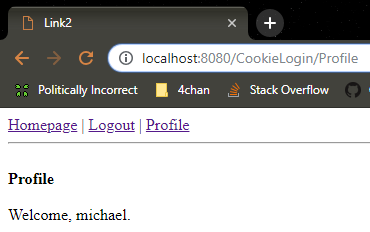 Link2
localhost:8080/CookieLogin/Profile
Politically Incorrect 4chan Stack Overflow
Homepage | Logout | Profile
Profile
Welcome, michael.